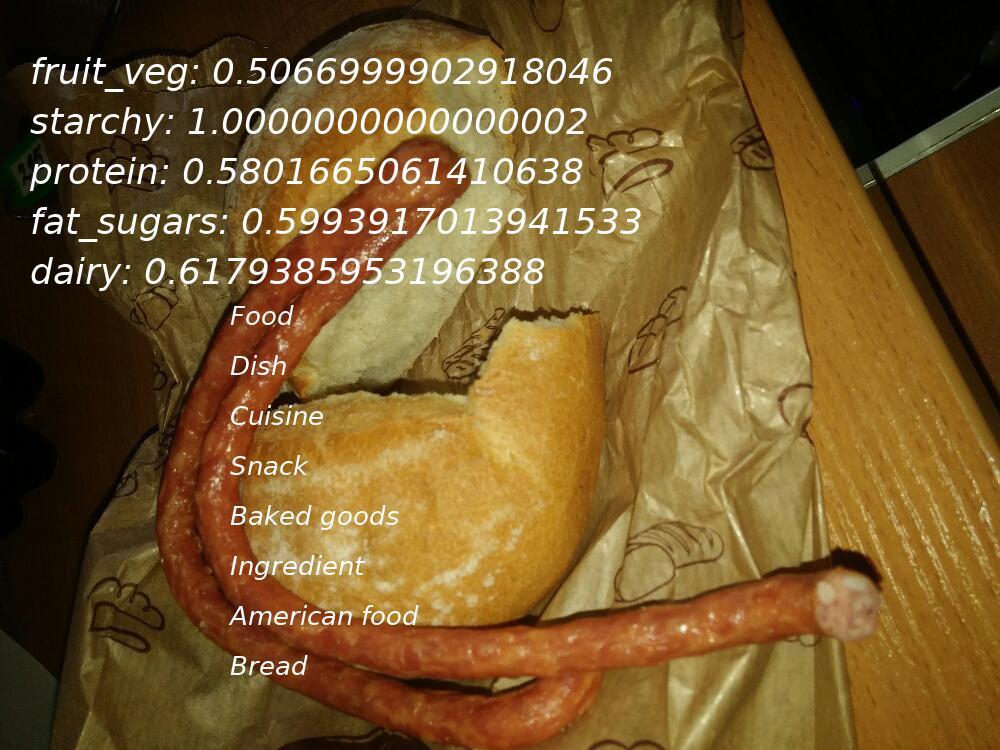 fruit_veg: 0.5066999902918046
starchy: 1.0000000000000002
protein: 0.5801665061410638
fat_sugars: 0.5993917013941533
dairy: 0.6179385953196388
Food
Dish
Cuisine
Snack
Baked goods
Ingredient
American food
Bread